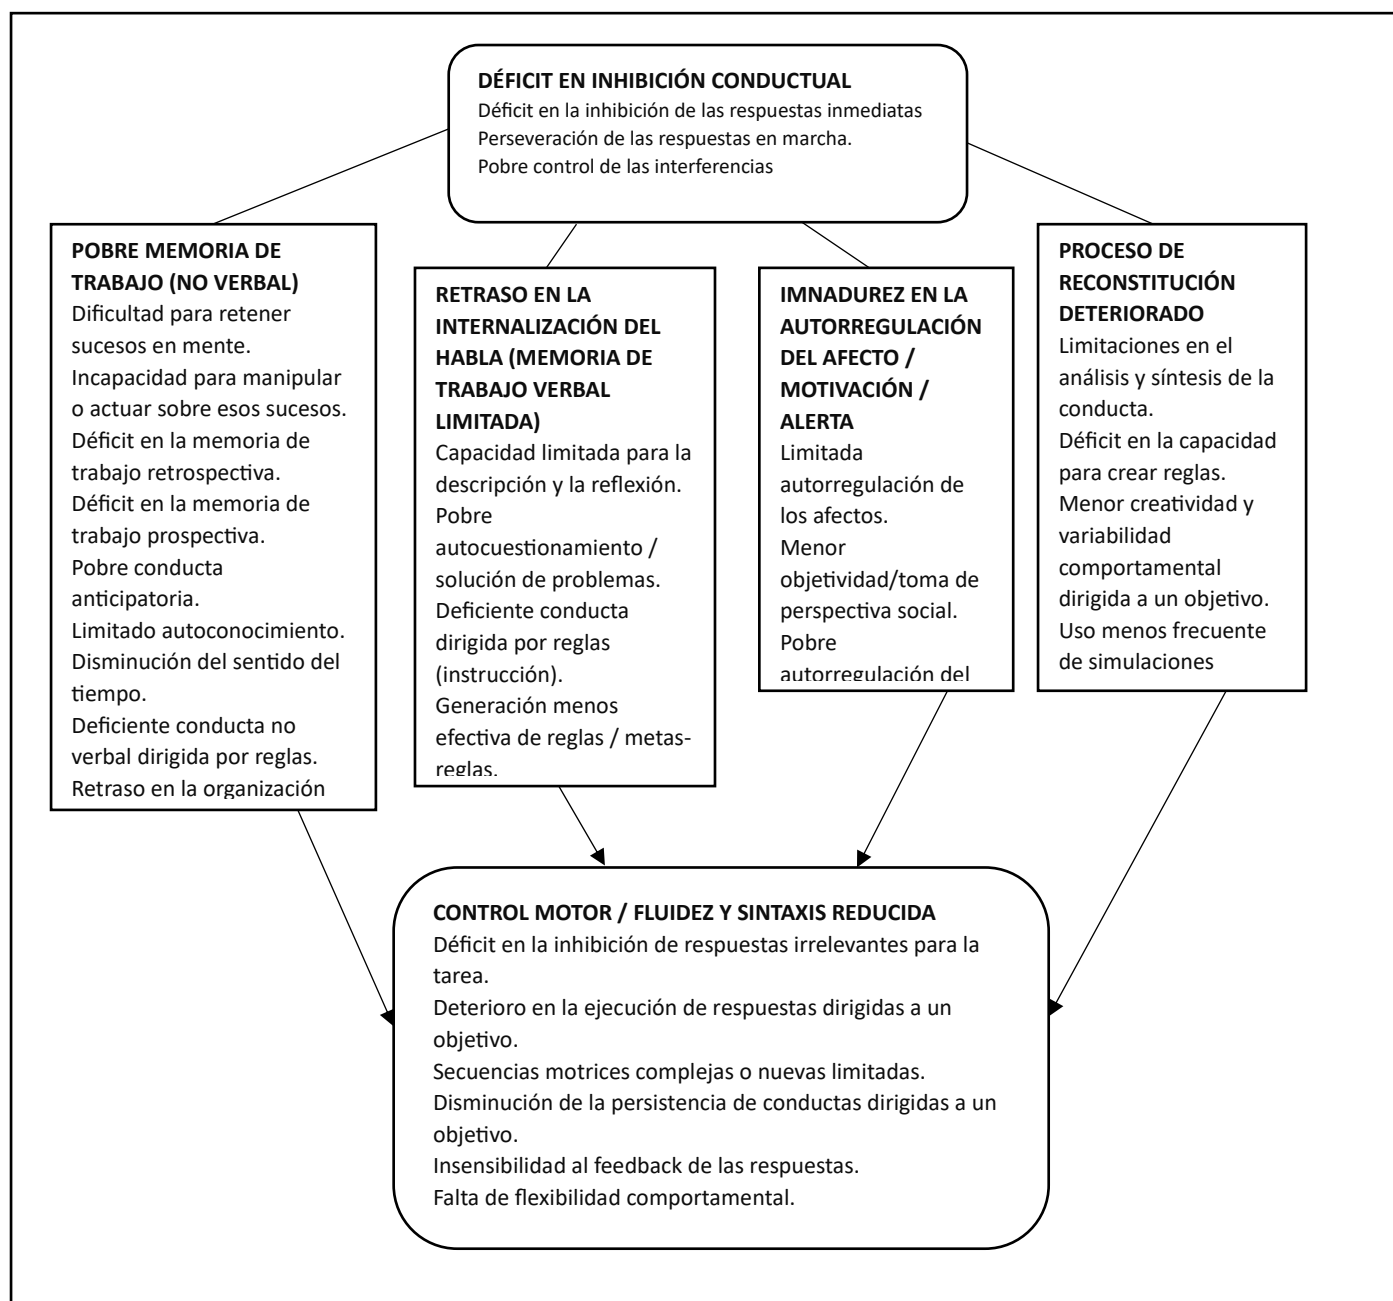 DÉFICIT EN INHIBICIÓN CONDUCTUAL
Déficit en la inhibición de las respuestas inmediatas
Perseveración de las respuestas en marcha.
Pobre control de las interferencias
POBRE MEMORIA DE
TRABAJO (NO VERBAL)
Dificultad para retener
sucesos en mente.
Incapacidad para manipular
o actuar sobre esos sucesos.
Déficit en la memoria de
trabajo retrospectiva.
Déficit en la memoria de
trabajo prospectiva.
Pobre conducta
anticipatoria.
Limitado autoconocimiento.
Disminución del sentido del
tiempo.
Deficiente conducta no
verbal dirigida por reglas.
Retraso en la organización
RETRASO EN LA
INTERNALIZACIÓN DEL
HABLA (MEMORIA DE
TRABAJO VERBAL
LIMITADA)
Capacidad limitada para la
descripción y la reflexión.
Pobre
autocuestionamiento /
solución de problemas.
Deficiente conducta
dirigida por reglas
(instrucción).
Generación menos
efectiva de reglas / metas-
reglas.
IMNADUREZ EN LA
AUTORREGULACIÓN
DEL AFECTO /
MOTIVACIÓN /
ALERTA
Limitada
autorregulación de
los afectos.
Menor
objetividad/toma de
perspectiva social.
Pobre
autorregulación del
PROCESO DE
RECONSTITUCIÓN
DETERIORADO
Limitaciones en el
análisis y síntesis de la
conducta.
Déficit en la capacidad
para crear reglas.
Menor creatividad y
variabilidad
comportamental
dirigida a un objetivo.
Uso menos frecuente
de simulaciones
CONTROL MOTOR / FLUIDEZ Y SINTAXIS REDUCIDA
Déficit en la inhibición de respuestas irrelevantes para la
tarea.
Deterioro en la ejecución de respuestas dirigidas a un
objetivo.
Secuencias motrices complejas o nuevas limitadas.
Disminución de la persistencia de conductas dirigidas a un
objetivo.
Insensibilidad al feedback de las respuestas.
Falta de flexibilidad comportamental.